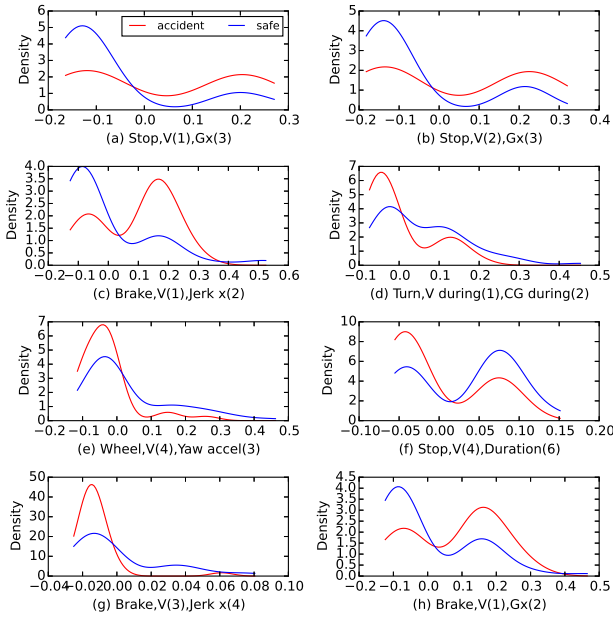 6
5
4
3
2
1
0
Density
accident
safe
−0.2 −0.1 0.0 0.1 0.2 0.3
(a) Stop,V(1),Gx(3)
5
4
3
2
1
0
Density
−0.2 −0.1 0.0 0.1 0.2 0.3 0.4
(b) Stop,V(2),Gx(3)
4.0
3.5
3.0
2.5
2.0
1.5
1.0
0.5
0.0
Density
−0.2 −0.1 0.0 0.1 0.2 0.3 0.4 0.5 0.6
(c) Brake,V(1),Jerk x(2)
7
6
5
4
3
2
1
0
Density
−0.1 0.0 0.1 0.2 0.3 0.4 0.5
(d) Turn,V during(1),CG during(2)
7
6
5
4
3
2
1
0
Density
−0.2 −0.1 0.0 0.1 0.2 0.3 0.4 0.5
(e) Wheel,V(4),Yaw accel(3)
10
8
6
4
2
0
Density
−0.10 −0.05 0.00 0.05 0.10 0.15 0.20
(f) Stop,V(4),Duration(6)
50
40
30
20
10
0
Density
−0.04 −0.02 0.00 0.02 0.04 0.06 0.08 0.10
(g) Brake,V(3),Jerk x(4)
4.5
4.0
3.5
3.0
2.5
2.0
1.5
1.0
0.5
0.0
Density
−0.2 −0.1 0.0 0.1 0.2 0.3 0.4 0.5
(h) Brake,V(1),Gx(2)